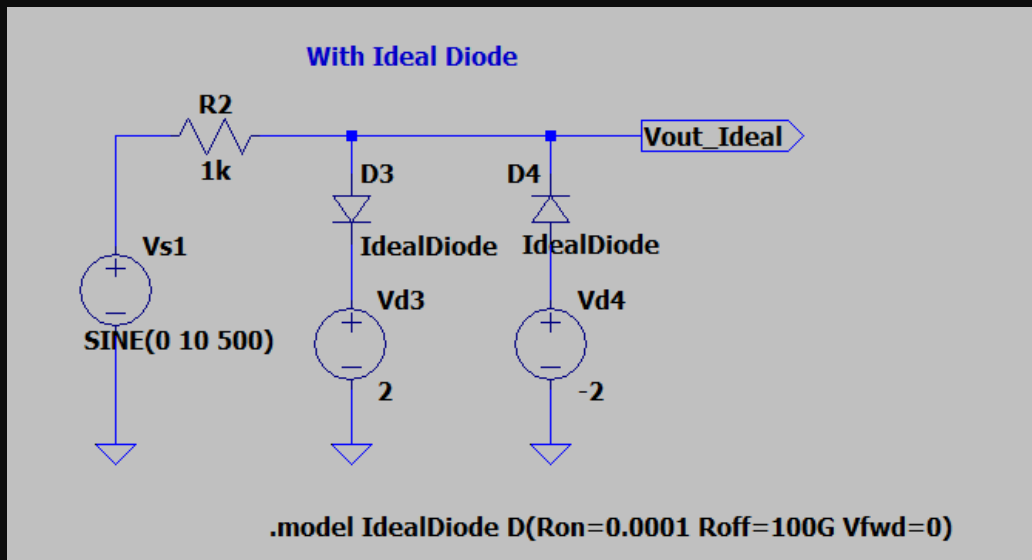 With Ideal Diode
R2
1k
Vout_Ideal
D3
D4
IdealDiode
IdealDiode
Vs1
+
SINE(0 10 500)
Vd3
+
2
Vd4
+
-2
.model IdealDiode D(Ron=0.0001 Roff=100G Vfwd=0)